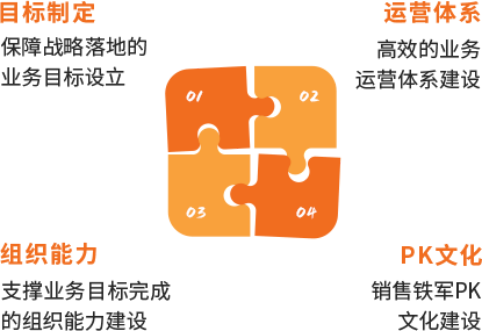 目标制定
保障战略落地的
业务目标设立
运营体系
高效的业务
运营体系建设
01
02
03
04
组织能力
支撑业务目标完成
的组织能力建设
PK文化
销售铁军PK
文化建设